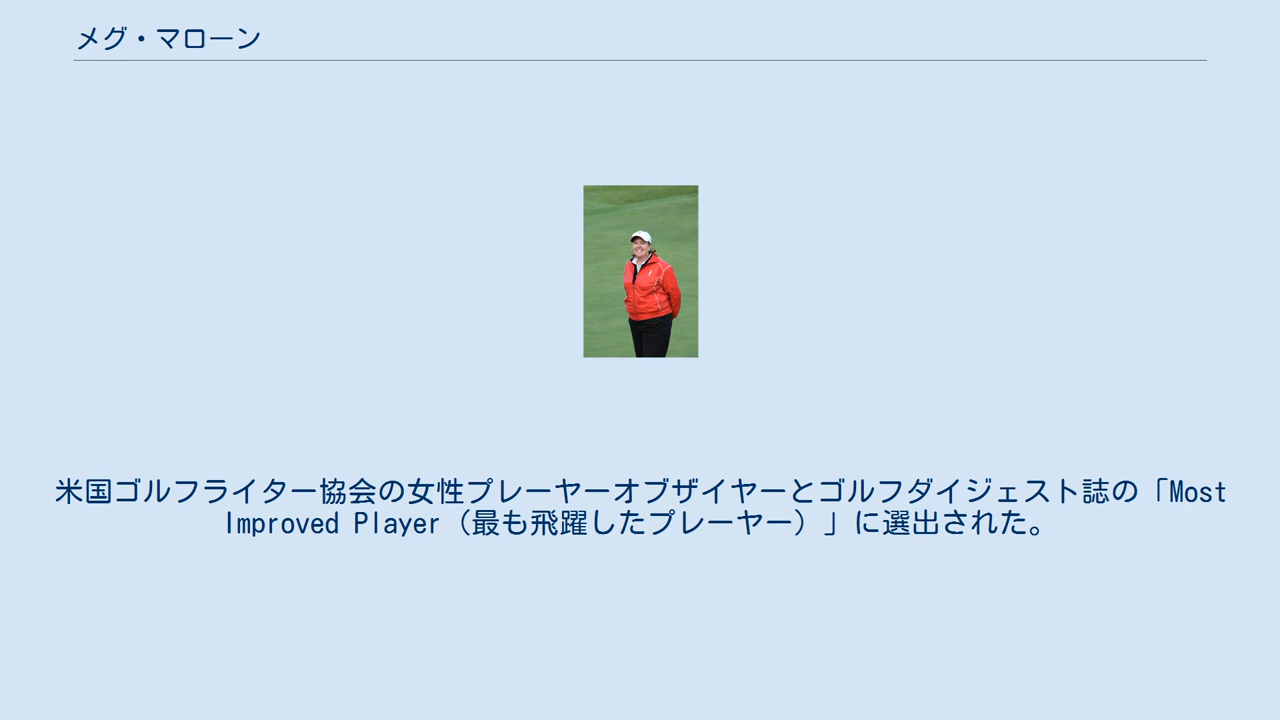 メグ・マローン
米国ゴルフライター協会の女性プレーヤーオブザイヤーとゴルフダイジェスト誌の「Most
Improved Player（最も飛躍したプレーヤー）」に選出された。